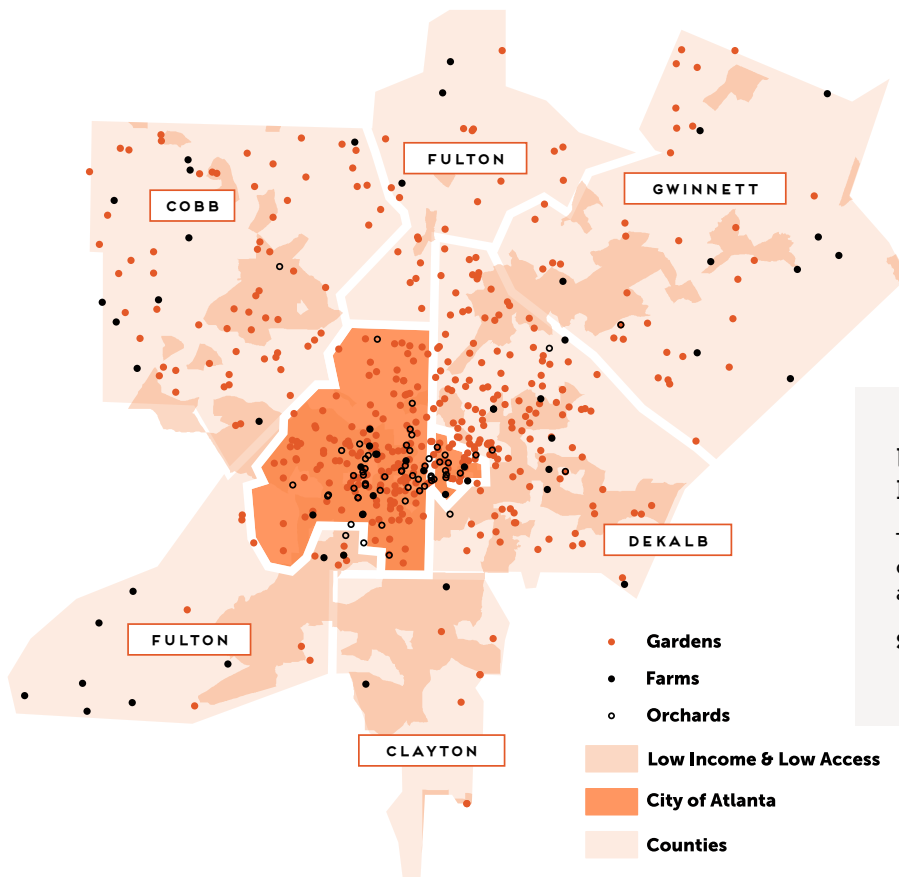 FULTON
COBB
GWINNETT
DEKALB
FULTON
Gardens
Farms
Orchards
CLAYTON
Low Income & Low Access
City of Atlanta
Counties